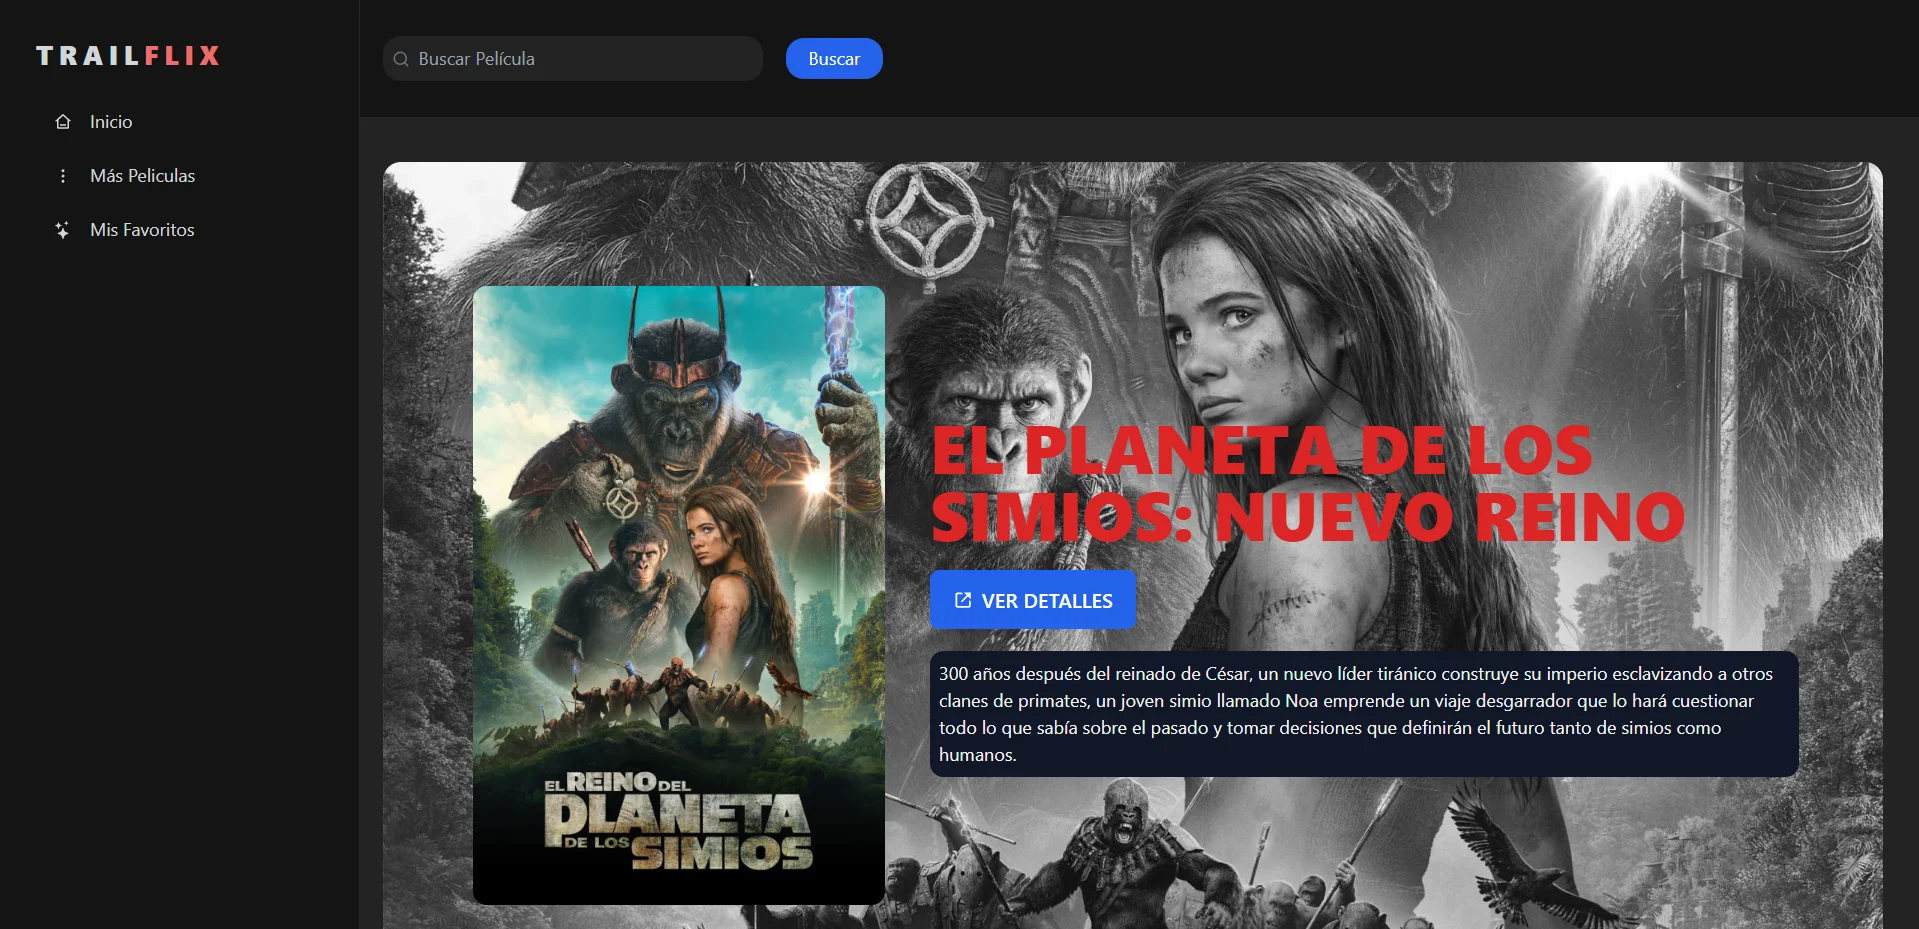 TRAILFLIX
Buscar Película
Buscar
Inicio
Más Peliculas
Mis Favoritos
EL PLANETA DE LOS
SIMIOS: NUEVO REINO
VER DETALLES
300 años después del reinado de César, un nuevo líder tiránico construye su imperio esclavizando a otros
clanes de primates, un joven simio llamado Noa emprende un viaje desgarrador que lo hará cuestionar
todo lo que sabía sobre el pasado y tomar decisiones que definirán el futuro tanto de simios como
humanos.
EL REINO DEL
PLANETA
DE LOS SIMIOS